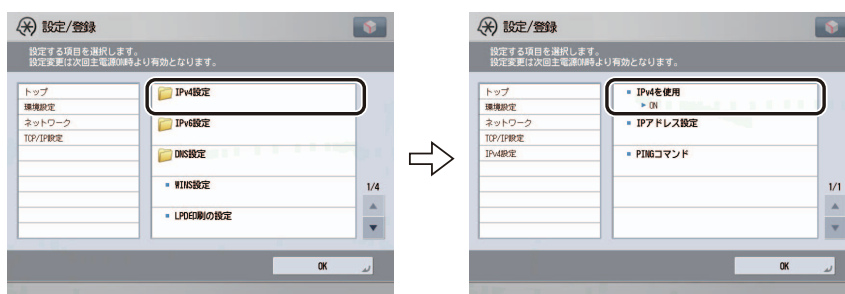 設定/登録
設定する項目を選択します。
設定変更は次回主電源ON時より有効となります。
トップ
環境設定
ネットワーク
TCP/IP設定
IPv4設定
IPv6設定
DNS設定
WINS設定
LPD印刷の設定
1/4
OK
設定/登録
設定する項目を選択します。
設定変更は次回主電源ON時より有効となります。
トップ
環境設定
ネットワーク
TCP/IP設定
IPv4設定
IPv4を使用
ON
IPアドレス設定
PINGコマンド
1/1
OK